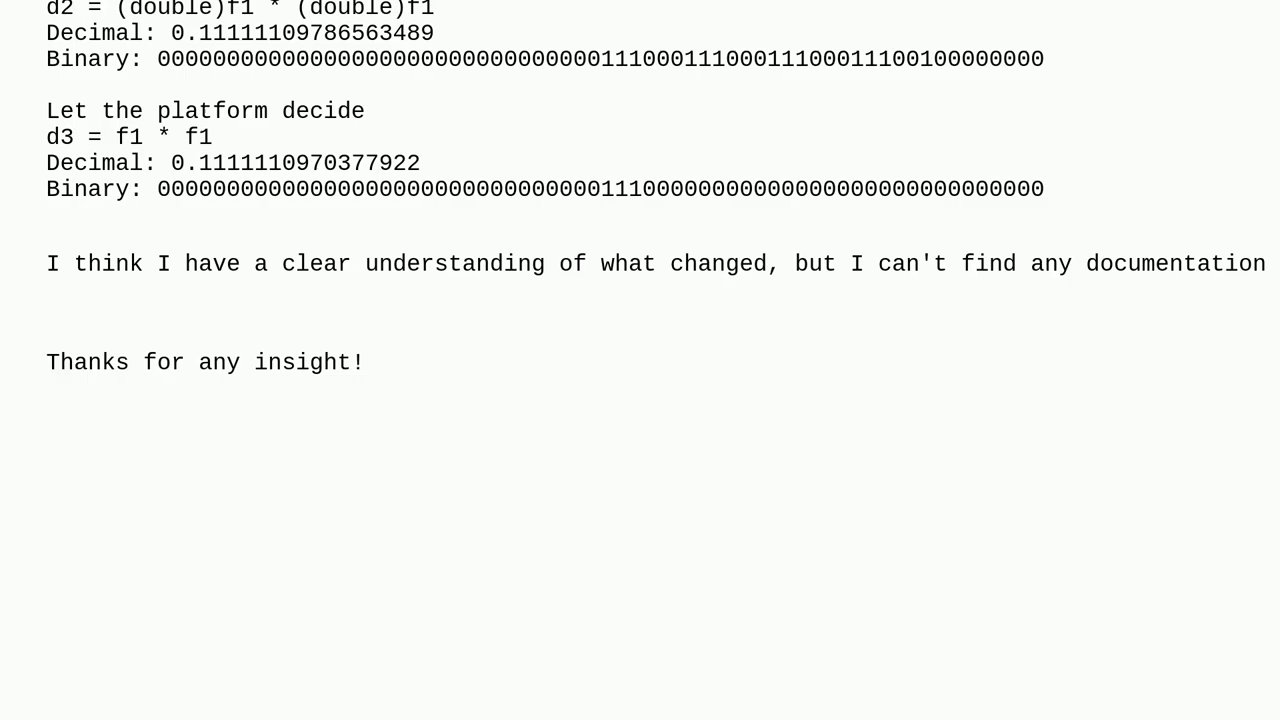 d2 = (double)f1 * (double)f1
Decimal: 0.11111109786563489
Binary: 0000000000000000000000000000000011100011100011100011100100000000

Let the platform decide
d3 = f1 * f1
Decimal: 0.1111110970377922
Binary: 0000000000000000000000000000000011100000000000000000000000000000

I think I have a clear understanding of what changed, but I can't find any documentation

Thanks for any insight!